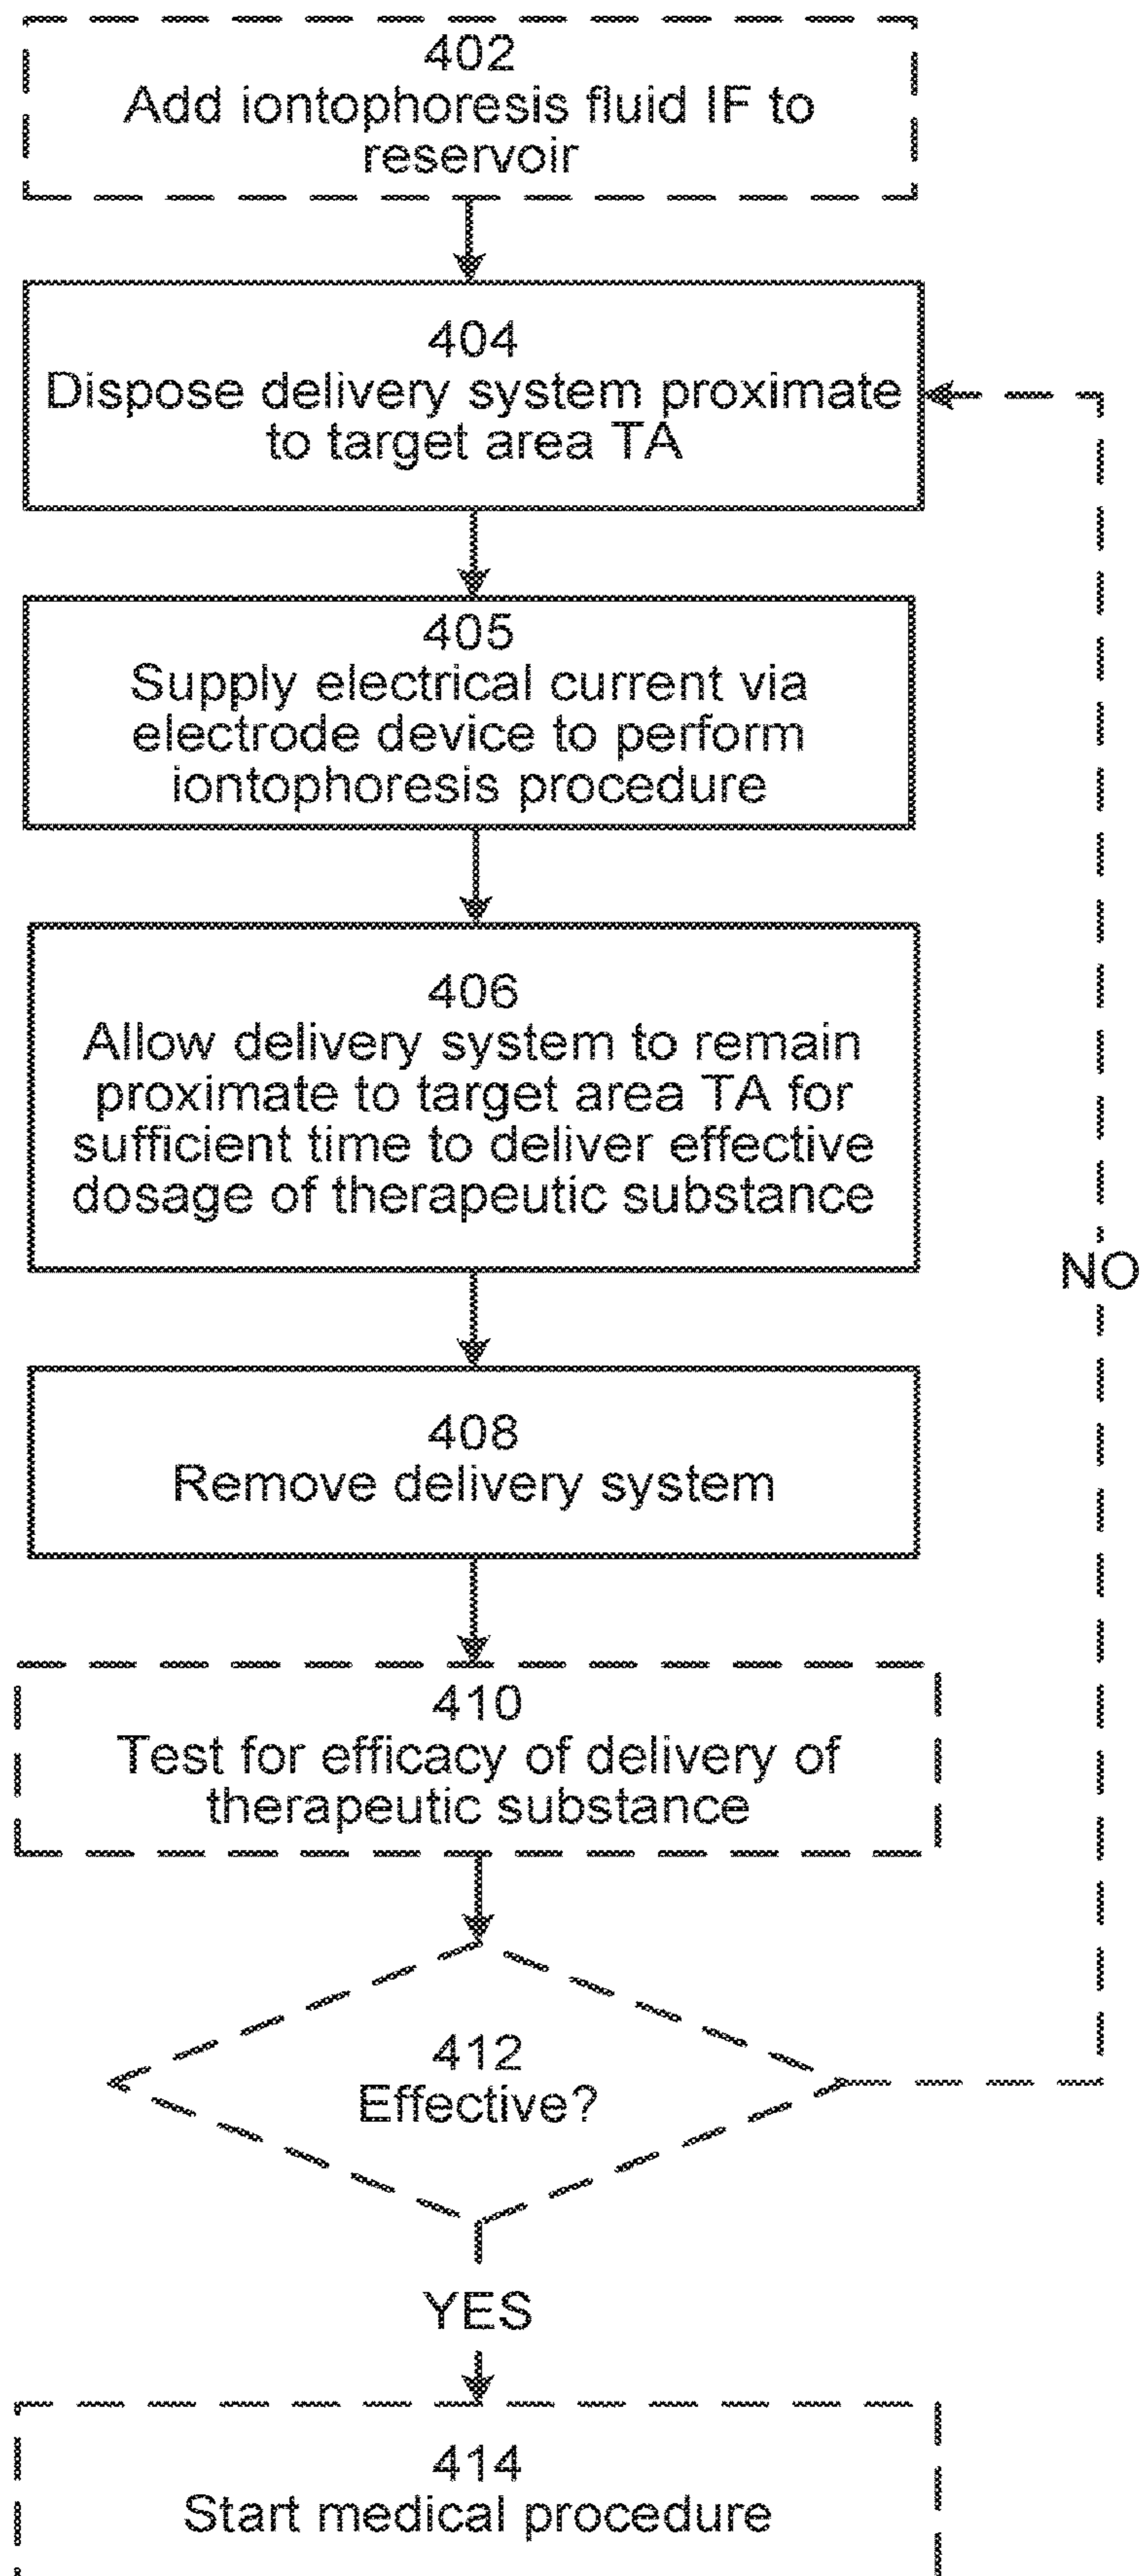 402
Add iontophoresis fluid IF to
reservoir
404
Dispose delivery system proximate
to target area TA
405
Supply electrical current via
electrode device to perform
iontophoresis procedure
406
Allow delivery system to remain
proximate to target area TA for
sufficient time to deliver effective
dosage of therapeutic substance
NO
408
Remove delivery system
410
Test for efficacy of delivery of
therapeutic substance
412
Effective?
YES
414
Start medical procedure